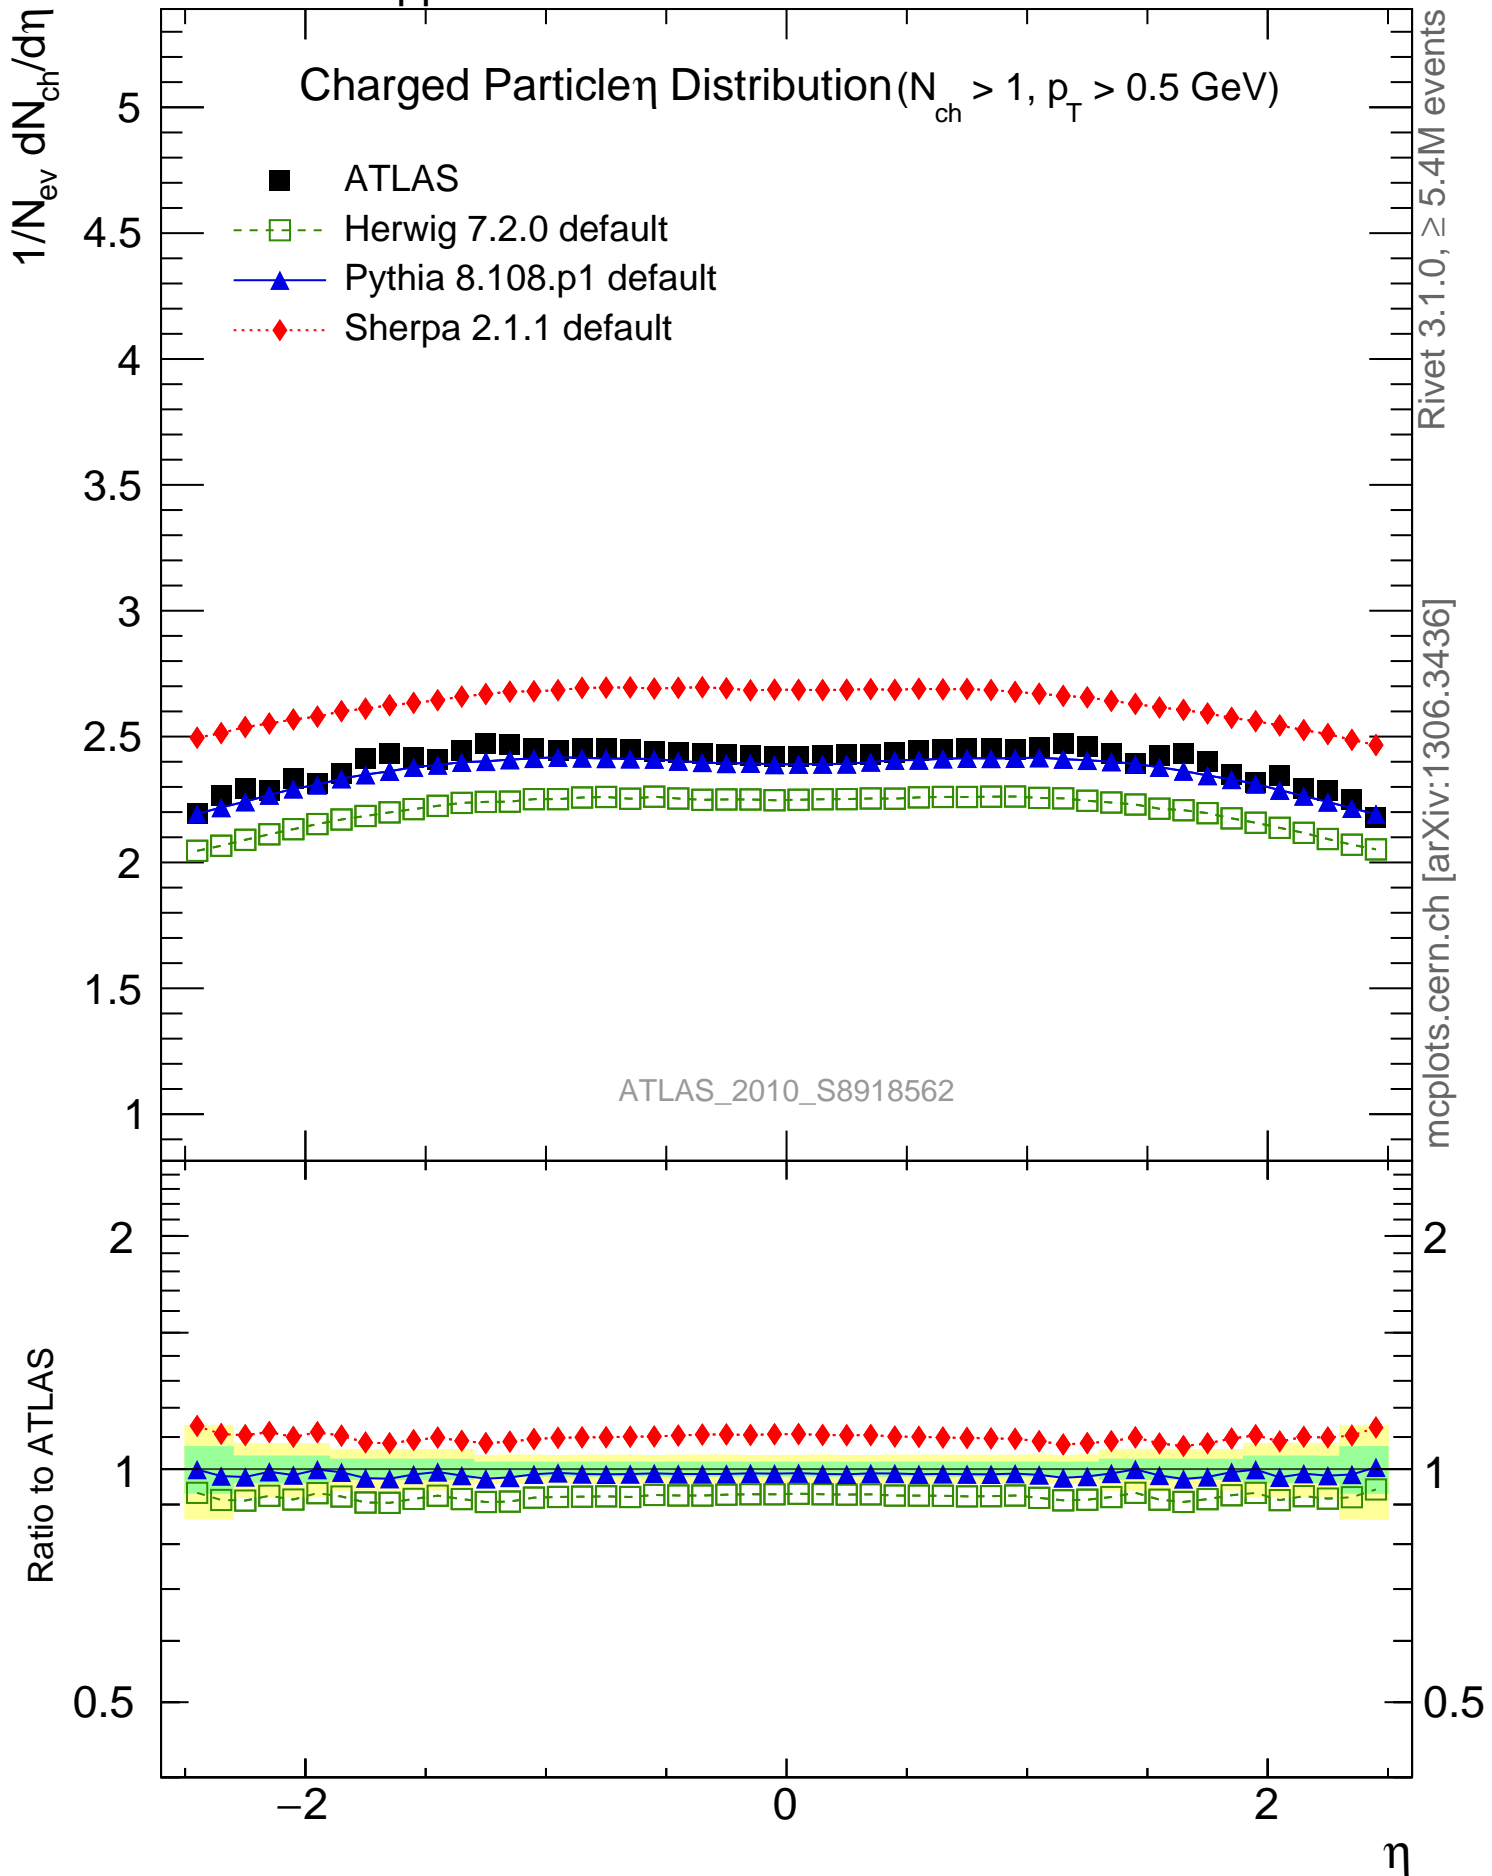 1/N_ev dN_ch/dη
Charged Particleη Distribution (N_ch > 1, p_T > 0.5 GeV)
ATLAS
Herwig 7.2.0 default
Pythia 8.108.p1 default
Sherpa 2.1.1 default
5
4.5
4
3.5
3
2.5
2
1.5
1
ATLAS_2010_S8918562
Rivet 3.1.0, ≥ 5.4M events
mcplots.cern.ch [arXiv:1306.3436]
Ratio to ATLAS
2
1
0.5
2
1
0.5
−2
0
2
η